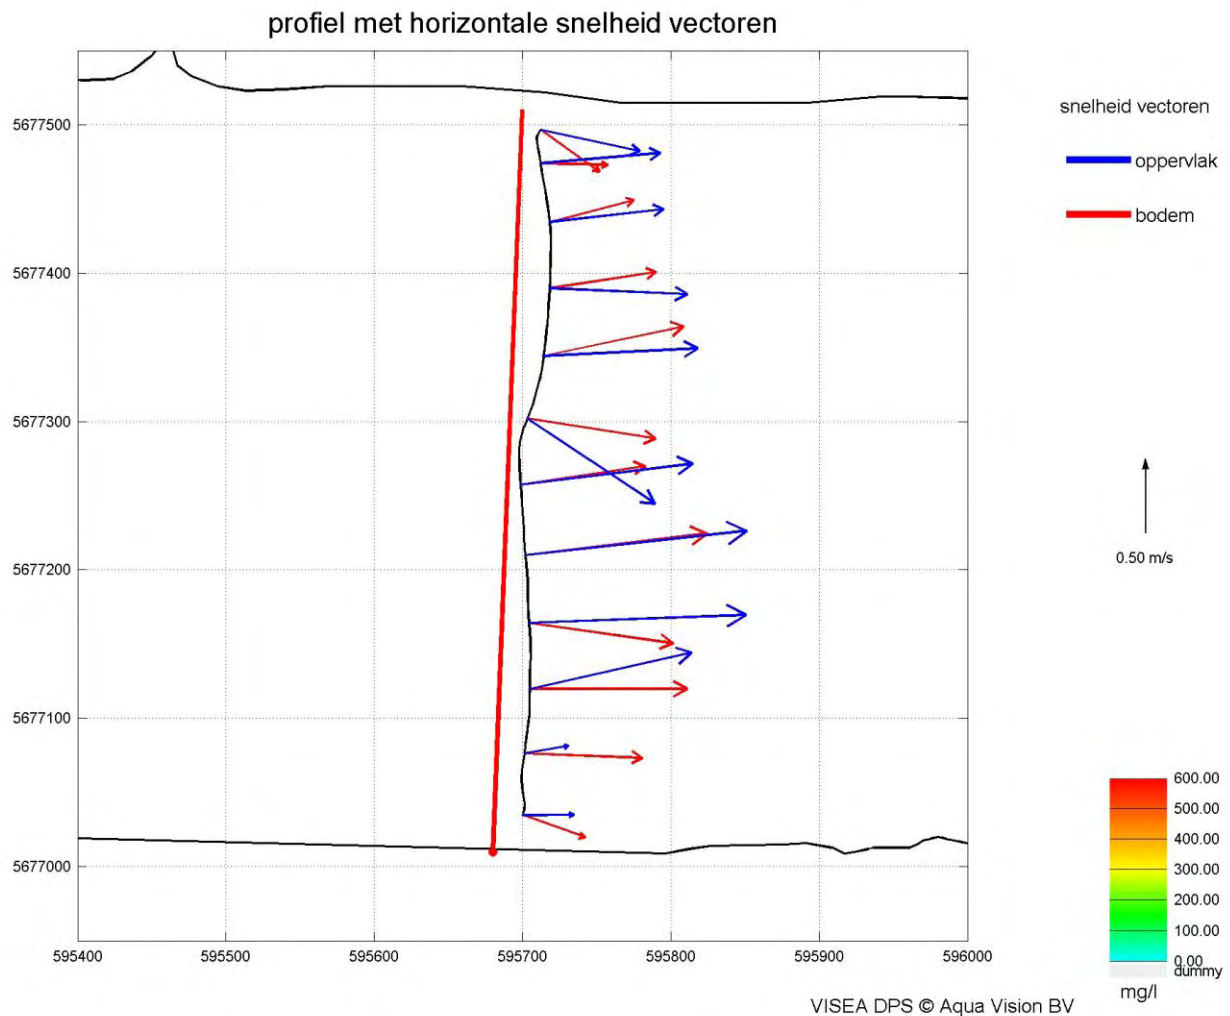 profiel met horizontale snelheid vectoren
snelheid vectoren
oppervlak
bodem
5677500
5677400
5677300
5677200
5677100
5677000
0.50 m/s
595400 595500 595600 595700 595800 595900 596000
600.00
500.00
400.00
300.00
200.00
100.00
0.00
dummy
mg/l
VISEA DPS © Aqua Vision BV